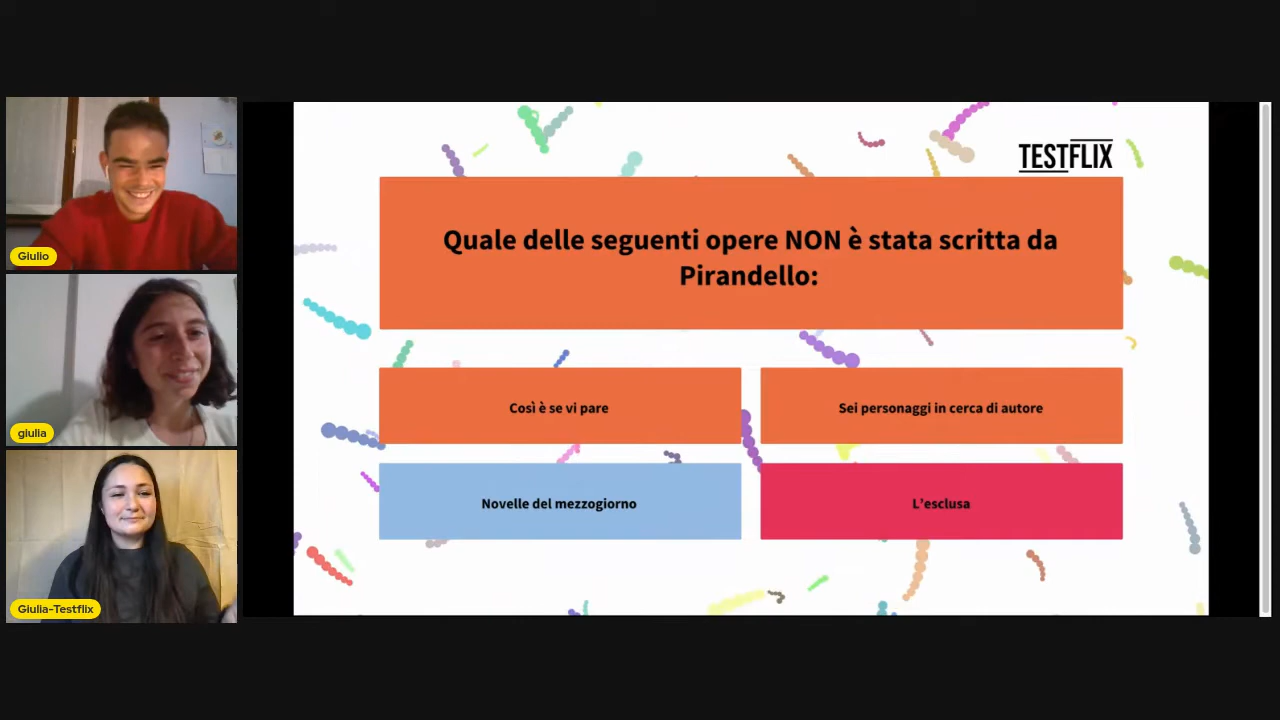 Giulio
giulia
Giulia-Testflix
TESTFLIX
Quale delle seguenti opere NON è stata scritta da
Pirandello:
Così è se vi pare
Sei personaggi in cerca di autore
Novelle del mezzogiorno
L'esclusa